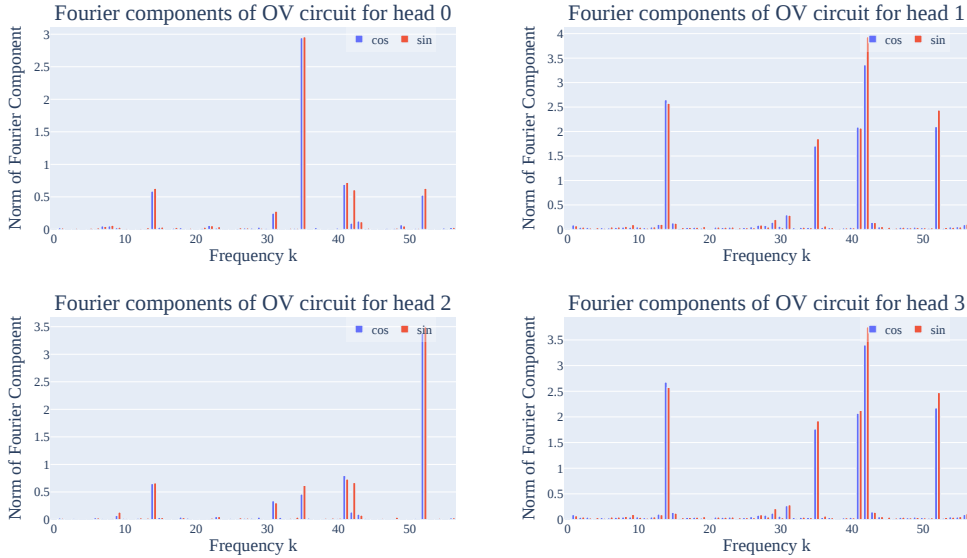 Fourier components of OV circuit for head 0
cos
sin
Norm of Fourier Component
3
2.5
2
1.5
1
0.5
0
0
10
20
30
40
50
Frequency k
Fourier components of OV circuit for head 1
cos
sin
Norm of Fourier Component
4
3.5
3
2.5
2
1.5
1
0.5
0
0
10
20
30
40
50
Frequency k
Fourier components of OV circuit for head 2
cos
sin
Norm of Fourier Component
3.5
3
2.5
2
1.5
1
0.5
0
0
10
20
30
40
50
Frequency k
Fourier components of OV circuit for head 3
cos
sin
Norm of Fourier Component
3.5
3
2.5
2
1.5
1
0.5
0
0
10
20
30
40
50
Frequency k